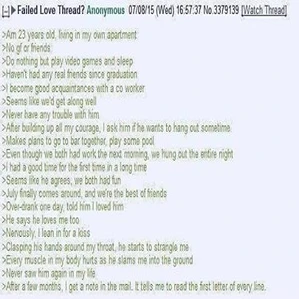 [–] ▶ Failed Love Thread? Anonymous 07/08/15 (Wed) 16:57:37 No.3379139 [Watch Thread]
>Am 23 years old, living in my own apartment
>No gf or friends
>Do nothing but play video games and sleep
>Haven't had any real friends since graduation
>I become good acquaintances with a co worker
>Seems like we'd get along well
>Never have any trouble with him
>After building up all my courage, I ask him if he wants to hang out sometime
>Makes plans to go to bar together, play some pool
>Even though we both had work the next morning, we hung out the entire night
>I had a good time for the first time in a long time
>Seems like he agrees, we both had fun
>July finally comes around, and we're the best of friends
>Over-drank one day, told him I loved him
>He says he loves me too
>Nervously, I lean in for a kiss
>Clasping his hands around my throat, he starts to strangle me
>Every muscle in my body hurts as he slams me into the ground
>Never saw him again in my life
>After a few months, I get a note in the mail. It tells me to read the first letter of every line.